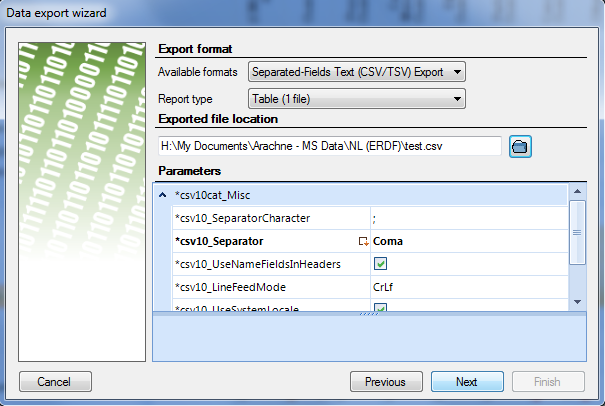 Data export wizard
Export format
Available formats Separated-Fields Text (CSV/TSV) Export
Report type Table (1 file)
Exported file location
H:\My Documents\Arachne - MS Data\NL (ERDF)\test.csv
Parameters
*csv10cat_Misc
*csv10_SeparatorCharacter ;
*csv10_Separator Coma
*csv10_UseNameFieldsInHeaders
*csv10_LineFeedMode CrLf
*csv10_UseSystemLocale
Cancel Previous Next Finish